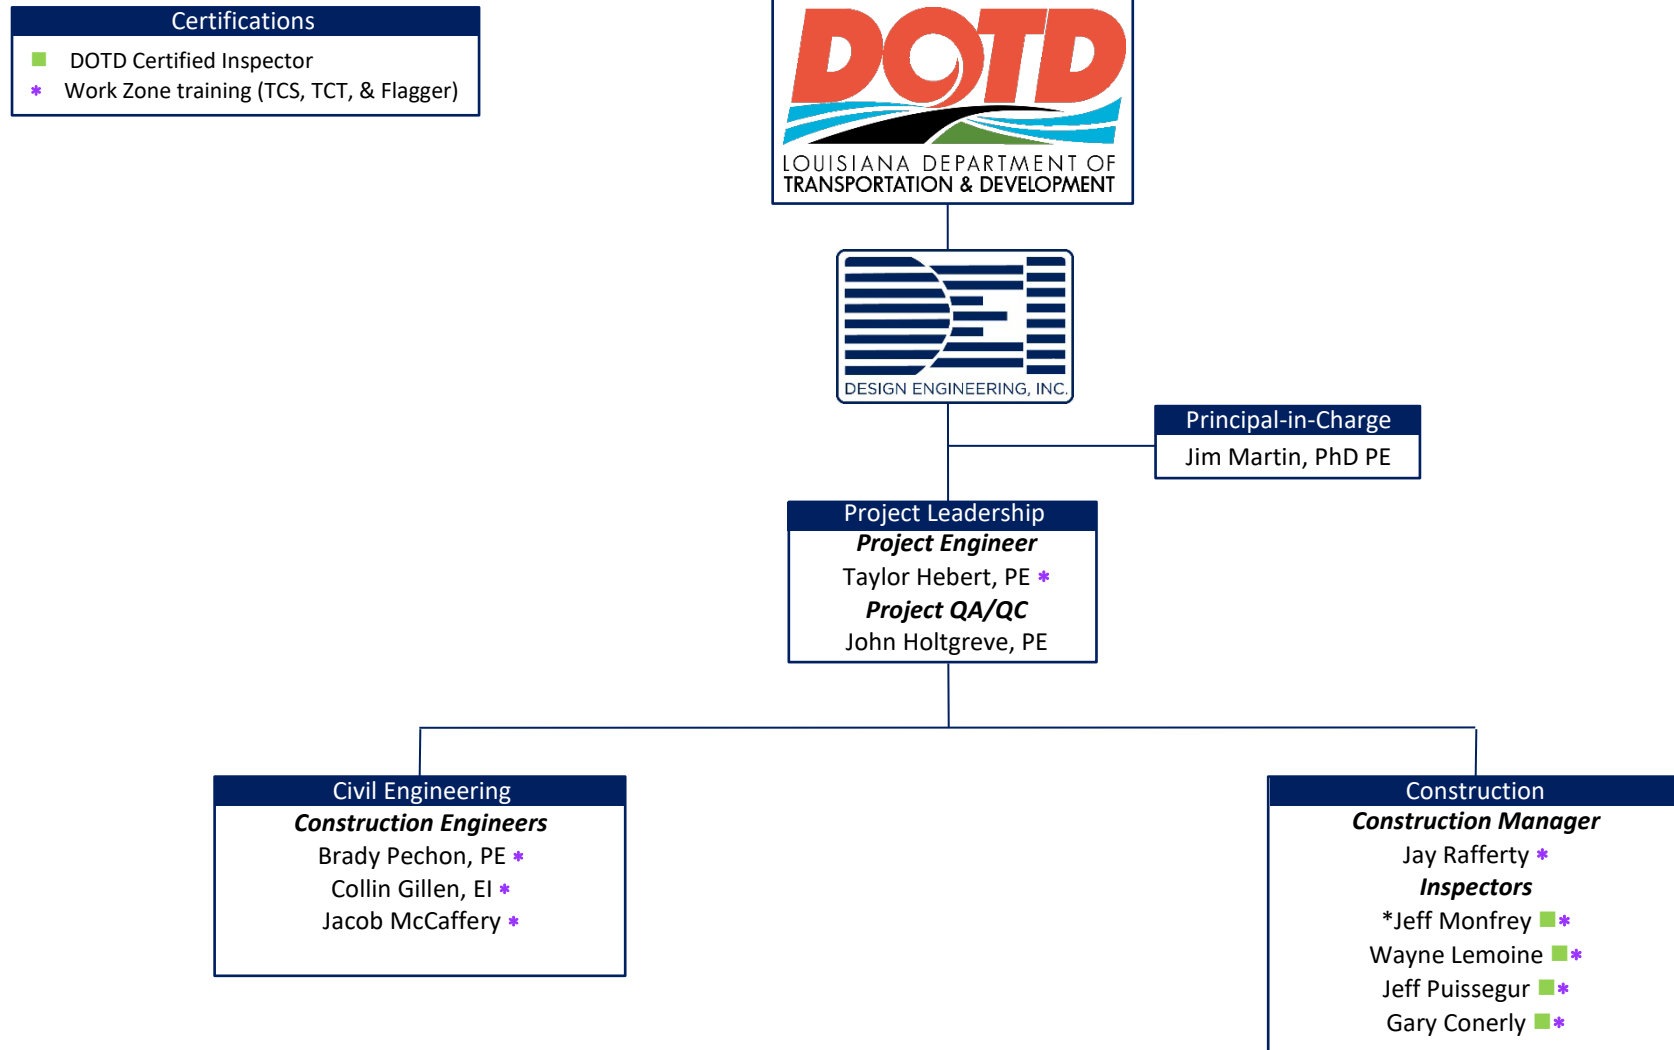 Certifications
■ DOTD Certified Inspector
* Work Zone training (TCS, TCT, & Flagger)
DOTD
LOUISIANA DEPARTMENT OF
TRANSPORTATION & DEVELOPMENT
DEI
DESIGN ENGINEERING, INC.
Principal-in-Charge
Jim Martin, PhD PE
Project Leadership
Project Engineer
Taylor Hebert, PE *
Project QA/QC
John Holtgreve, PE
Civil Engineering
Construction Engineers
Brady Pechon, PE *
Collin Gillen, EI *
Jacob McCaffery *
Construction
Construction Manager
Jay Rafferty *
Inspectors
*Jeff Monfrey ■*
Wayne Lemoine ■*
Jeff Puissegur ■*
Gary Conerly ■*